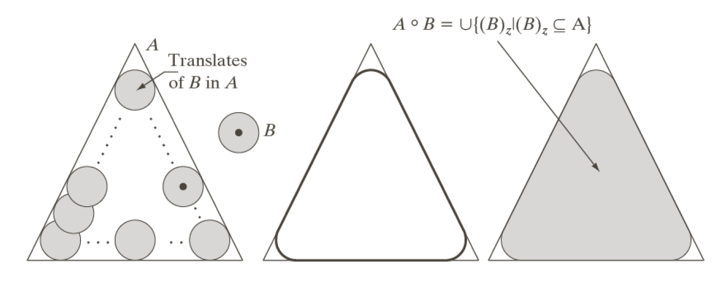 A ∘ B = ∪{(B)z|(B)z ⊆ A}
A
Translates
of B in A
B